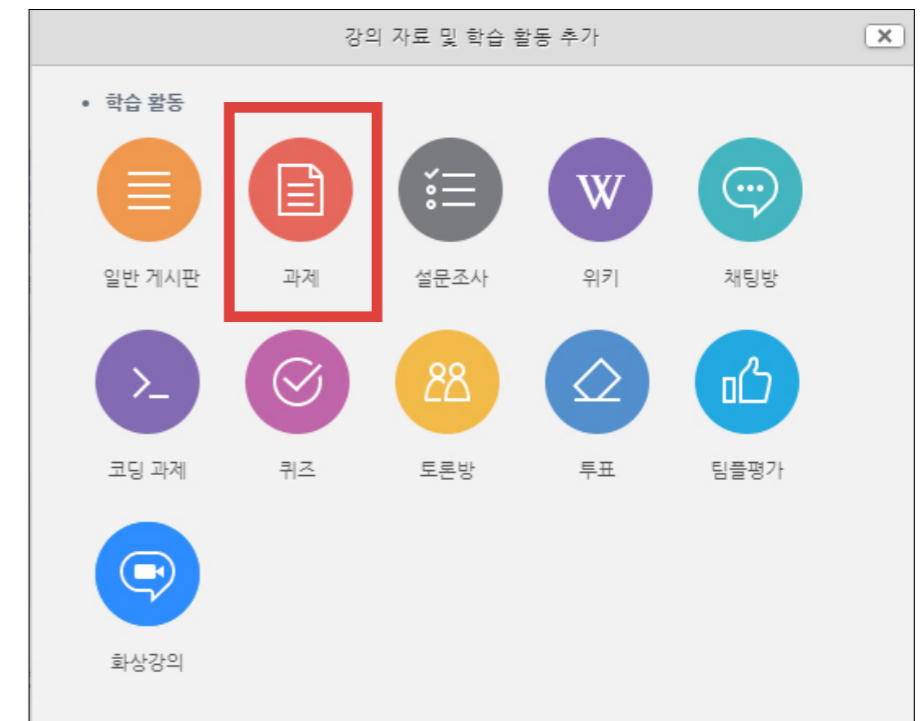 강의 자료 및 학습 활동 추가
학습 활동
W
일반 게시판 과제 설문조사 위키 채팅방
코딩 과제 퀴즈 토론방 투표 팀플평가
화상강의